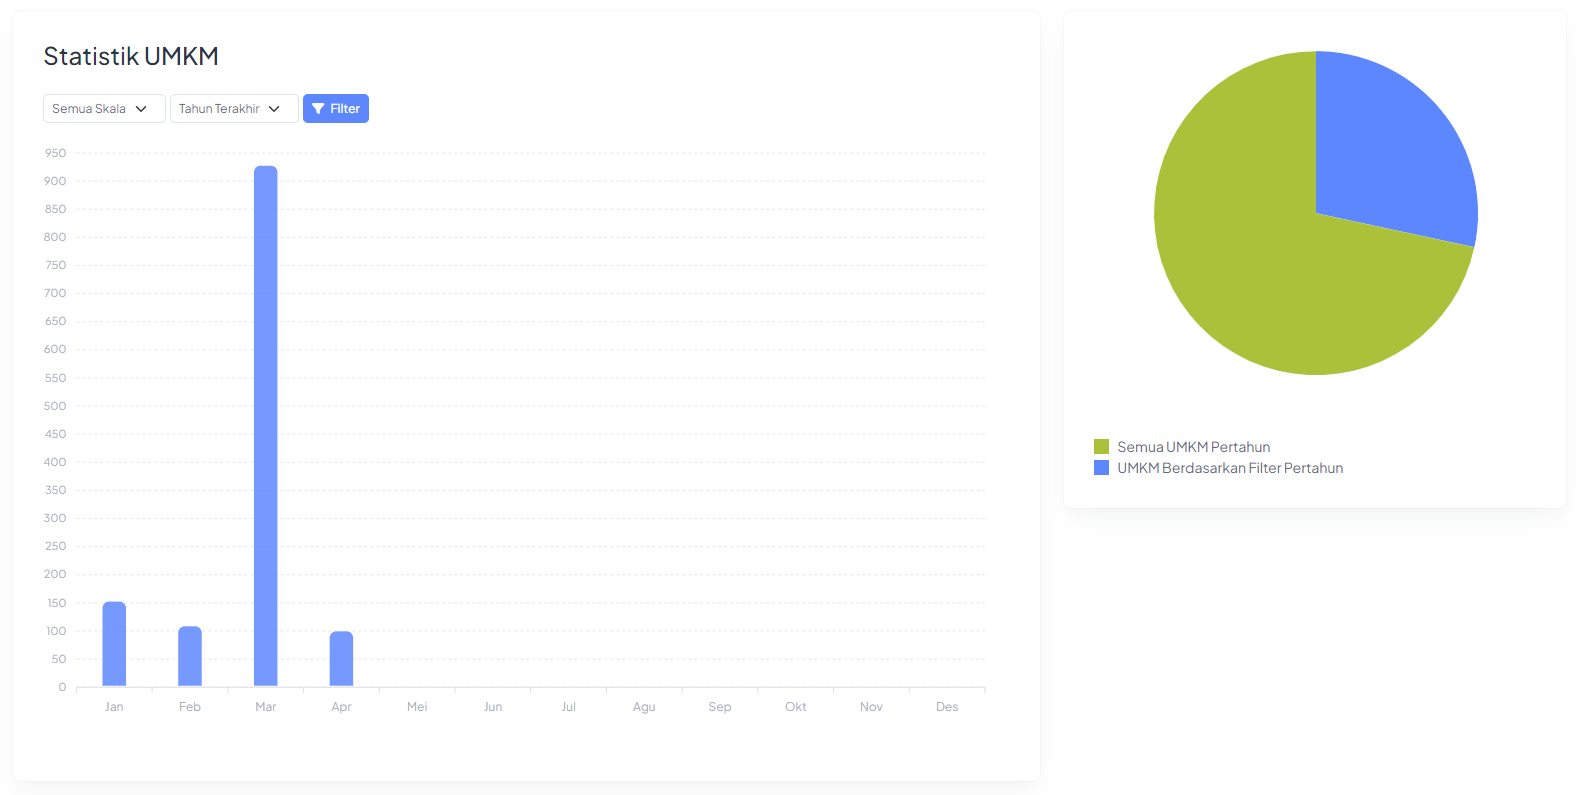 Statistik UMKM
Semua Skala
Tahun Terakhir
Filter
950
900
850
800
750
700
650
600
550
500
450
400
350
300
250
200
150
100
50
0
Jan Feb Mar Apr Mei Jun Jul Agu Sep Okt Nov Des
Semua UMKM Pertahun
UMKM Berdasarkan Filter Pertahun